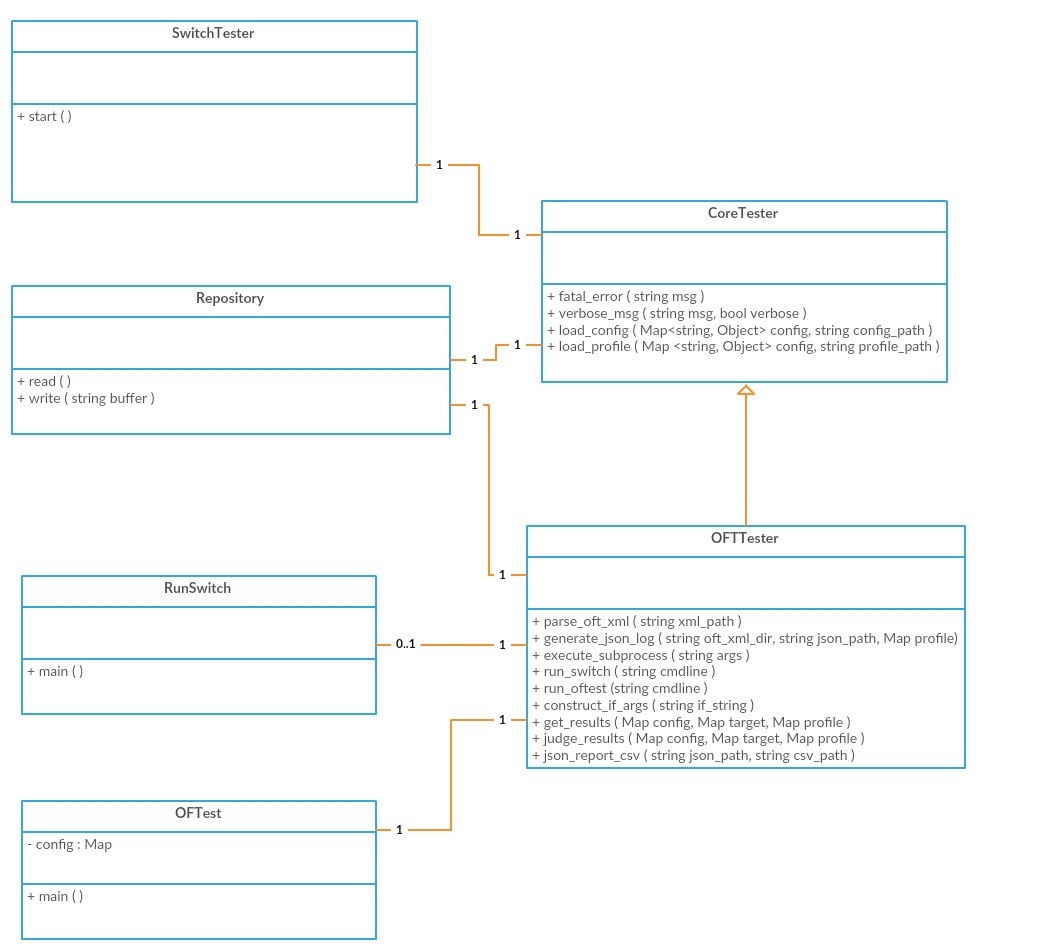 SwitchTester
+ start ( )
1
1
CoreTester
+ fatal_error ( string msg )
+ verbose_msg ( string msg, bool verbose )
+ load_config ( Map<string, Object> config, string config_path )
+ load_profile ( Map <string, Object> config, string profile_path )
Repository
+ read ( )
+ write ( string buffer )
1
1
1
1
OFTTester
+ parse_oft_xml ( string xml_path )
+ generate_json_log ( string oft_xml_dir, string json_path, Map profile)
+ execute_subprocess ( string args )
+ run_switch ( string cmdline )
+ run_oftest (string cmdline )
+ construct_if_args ( string if_string )
+ get_results ( Map config, Map target, Map profile )
+ judge_results ( Map config, Map target, Map profile )
+ json_report_csv ( string json_path, string csv_path )
RunSwitch
+ main ( )
0..1
1
1
1
OFTest
- config : Map
+ main ( )